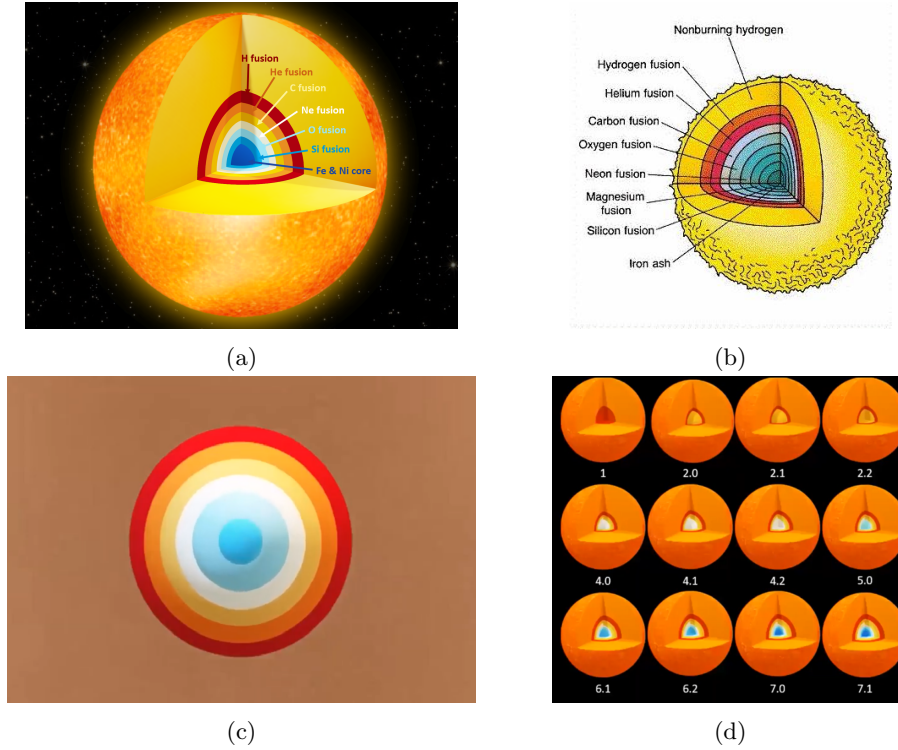 H fusion
He fusion
C fusion
Ne fusion
O fusion
Si fusion
Fe & Ni core
(a)
Nonburning hydrogen
Hydrogen fusion
Helium fusion
Carbon fusion
Oxygen fusion
Neon fusion
Magnesium
fusion
Silicon fusion
Iron ash
(b)
(c)
1 2.0 2.1 2.2
4.0 4.1 4.2 5.0
6.1 6.2 7.0 7.1
(d)